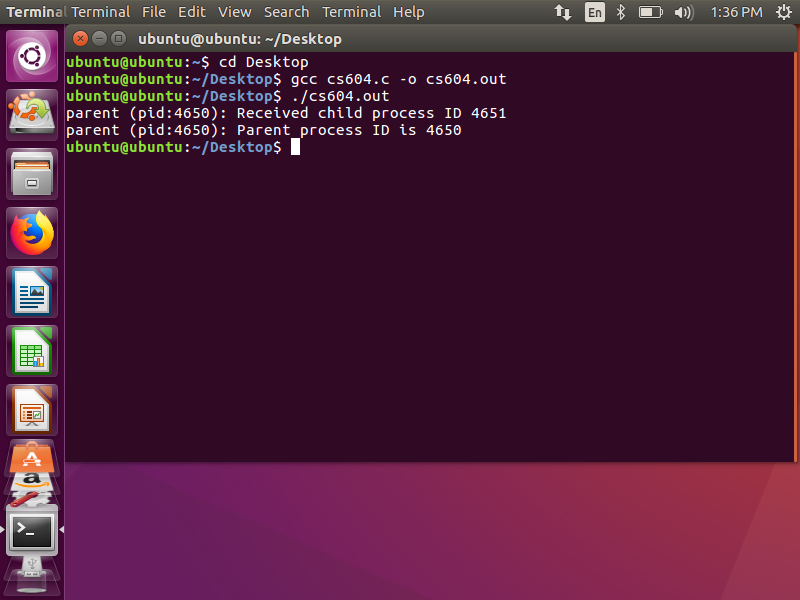 Terminal Terminal File Edit View Search Terminal Help En 1:36 PM
ubuntu@ubuntu: ~/Desktop
ubuntu@ubuntu:~$ cd Desktop
ubuntu@ubuntu:~/Desktop$ gcc cs604.c -o cs604.out
ubuntu@ubuntu:~/Desktop$ ./cs604.out
parent (pid:4650): Received child process ID 4651
parent (pid:4650): Parent process ID is 4650
ubuntu@ubuntu:~/Desktop$